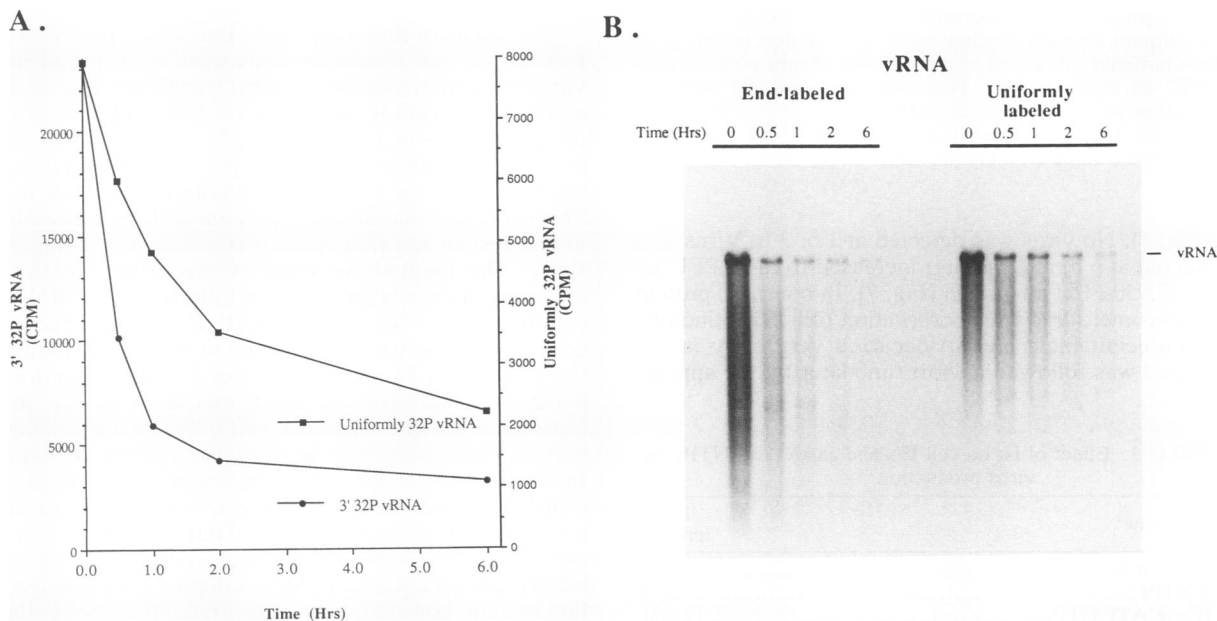 A .
3' 32P vRNA
(CPM)
20000
15000
10000
5000
0
8000
7000
6000
5000
4000
3000
2000
1000
0
Uniformly 32P vRNA
(CPM)
Uniformly 32P vRNA
3' 32P vRNA
0.0 1.0 2.0 3.0 4.0 5.0 6.0
Time (Hrs)
B .
vRNA
End-labeled
Uniformly
labeled
Time (Hrs) 0 0.5 1 2 6 0 0.5 1 2 6
vRNA